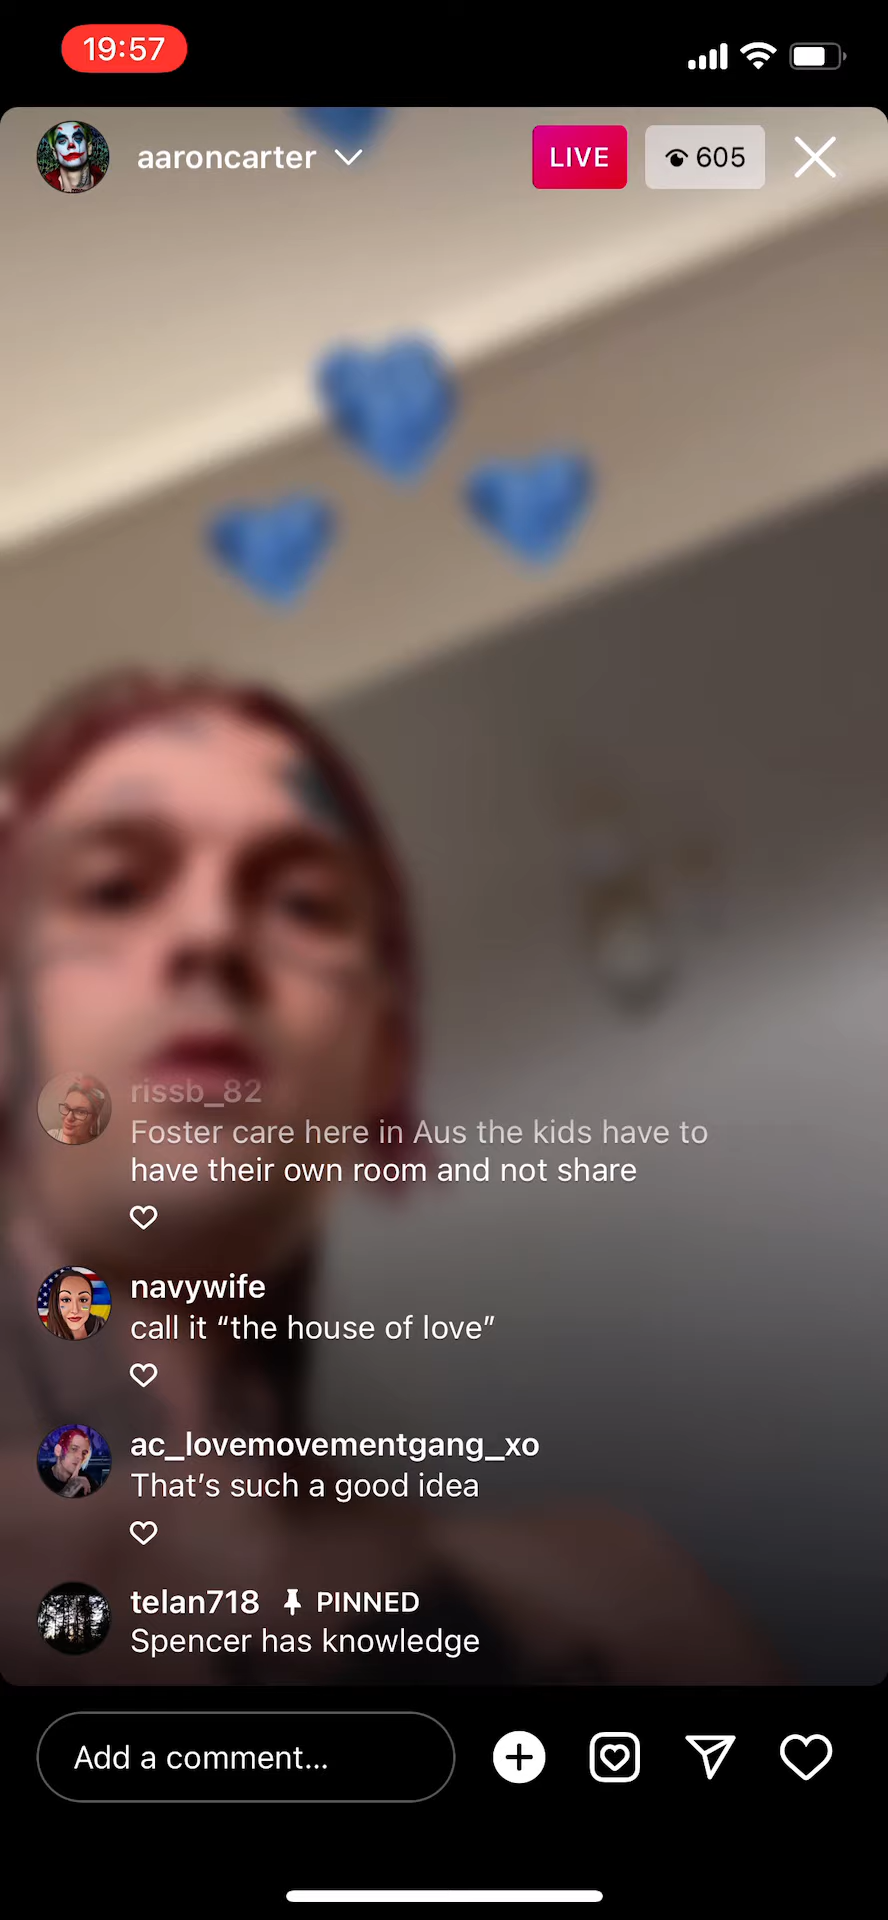 19:57
aaroncarter
LIVE
605
rissb_82
Foster care here in Aus the kids have to
have their own room and not share
navywife
call it “the house of love”
ac_lovemovementgang_xo
That’s such a good idea
telan718 PINNED
Spencer has knowledge
Add a comment...